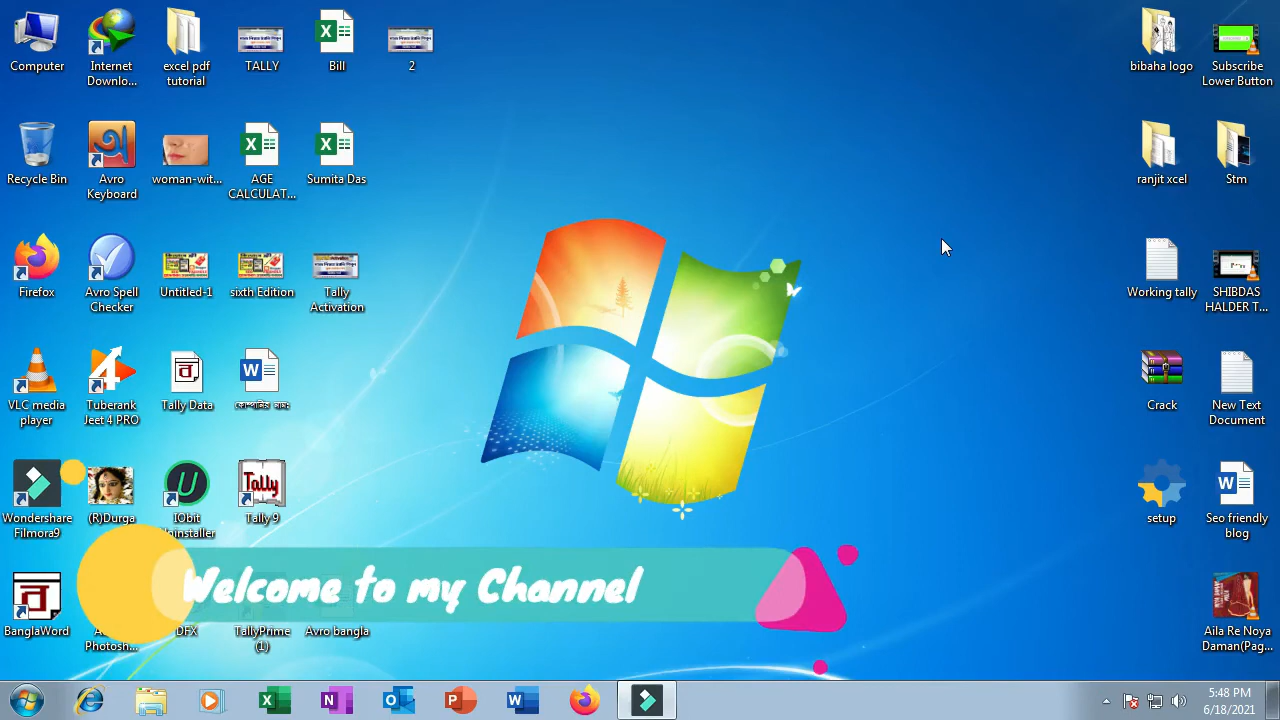 Computer
Internet
Downlo...
excel pdf
tutorial
TALLY
Bill
2
bibaha logo
Subscribe
Lower Button
Recycle Bin
Avro
Keyboard
woman-wit...
AGE
CALCULAT...
Sumita Das
ranjit xcel
Stm
Firefox
Avro Spell
Checker
Untitled-1
sixth Edition
Tally
Activation
Working tally
SHIBDAS
HALDER T...
VLC media
player
Tuberank
Jeet 4 PRO
Tally Data
Crack
New Text
Document
Wondershare
Filmora9
(R)Durga
IObit
Uninstaller
Tally
Tally 9
setup
Seo friendly
blog
Welcome to my Channel
BanglaWord
Photosh...
DFX
TallyPrime
(1)
Avro bangla
Aila Re Noya
Daman(Pag...
5:48 PM
6/18/2021